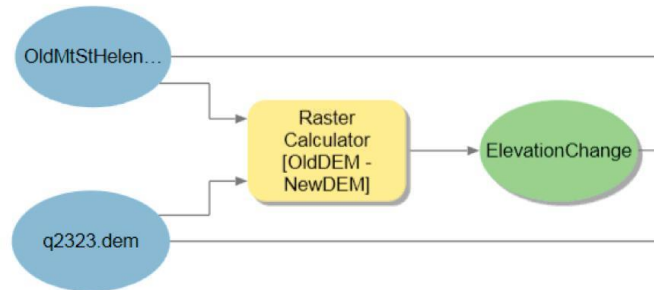 OldMtStHelen...
Raster
Calculator
[OldDEM -
NewDEM]
ElevationChange
q2323.dem